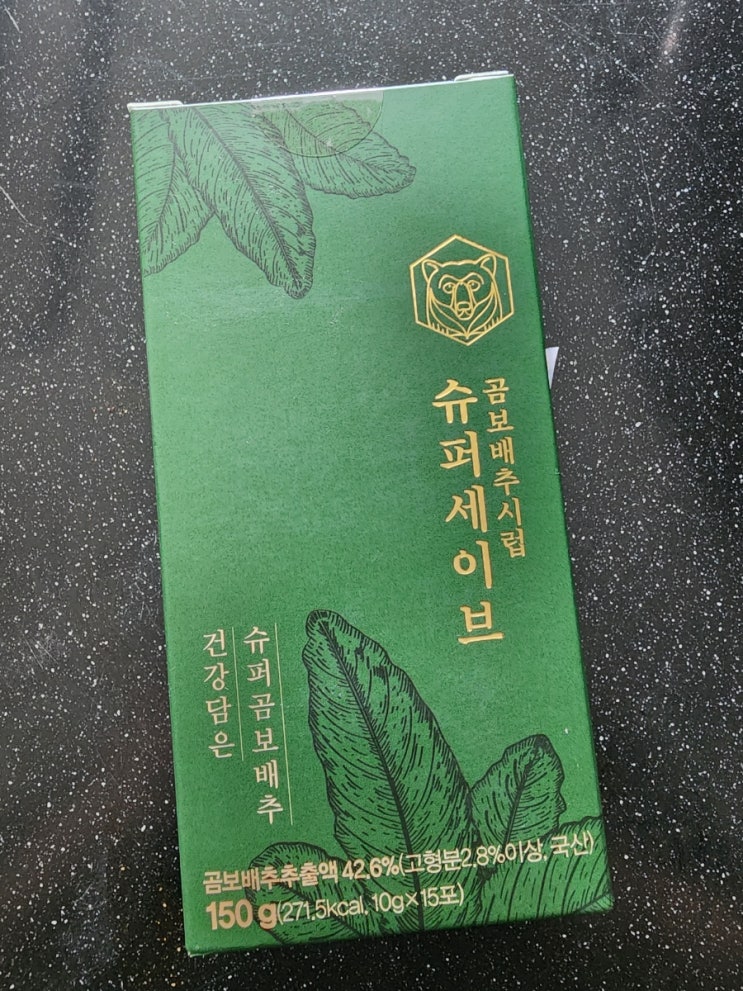 곰보배추시럽
슈퍼세이브
슈퍼곰보배추
건강담은
곰보배추추출액 42.6%(고형분2.8%이상, 국산)
150 g(271.5kcal, 10g×15포)